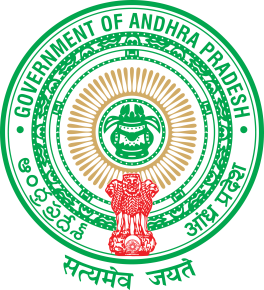 • GOVERNMENT OF ANDHRA PRADESH •
ఆంధ్రప్రదేశ్
आंध्र प्रदेश
सत्यमेव जयते